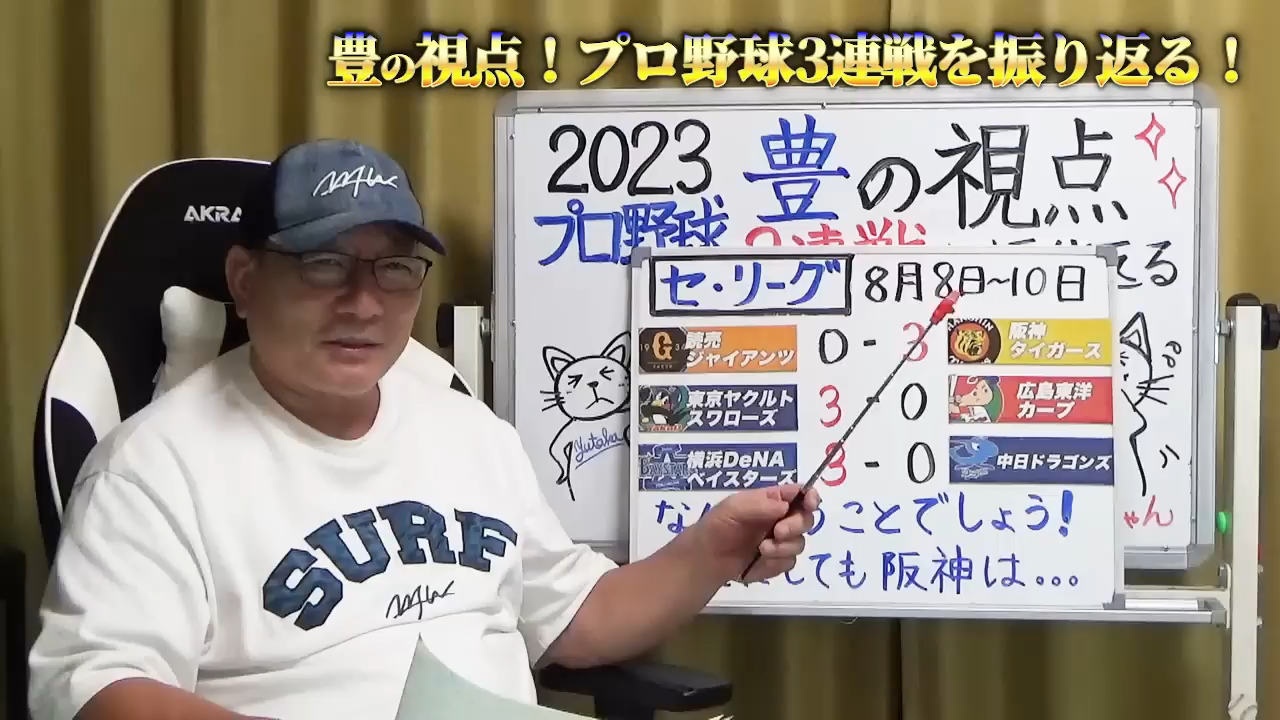 豊の視点！プロ野球3連戦を振り返る！
2023 豊の視点
プロ野球
セ・リーグ 8月8日~10日
読売ジャイアンツ 0-3 阪神タイガース
東京ヤクルトスワローズ 3-0 広島東洋カープ
横浜DeNAベイスターズ 3-0 中日ドラゴンズ
ことでしょう！
しても阪神は...
Yutaka
ゃん
AKRA
SURF